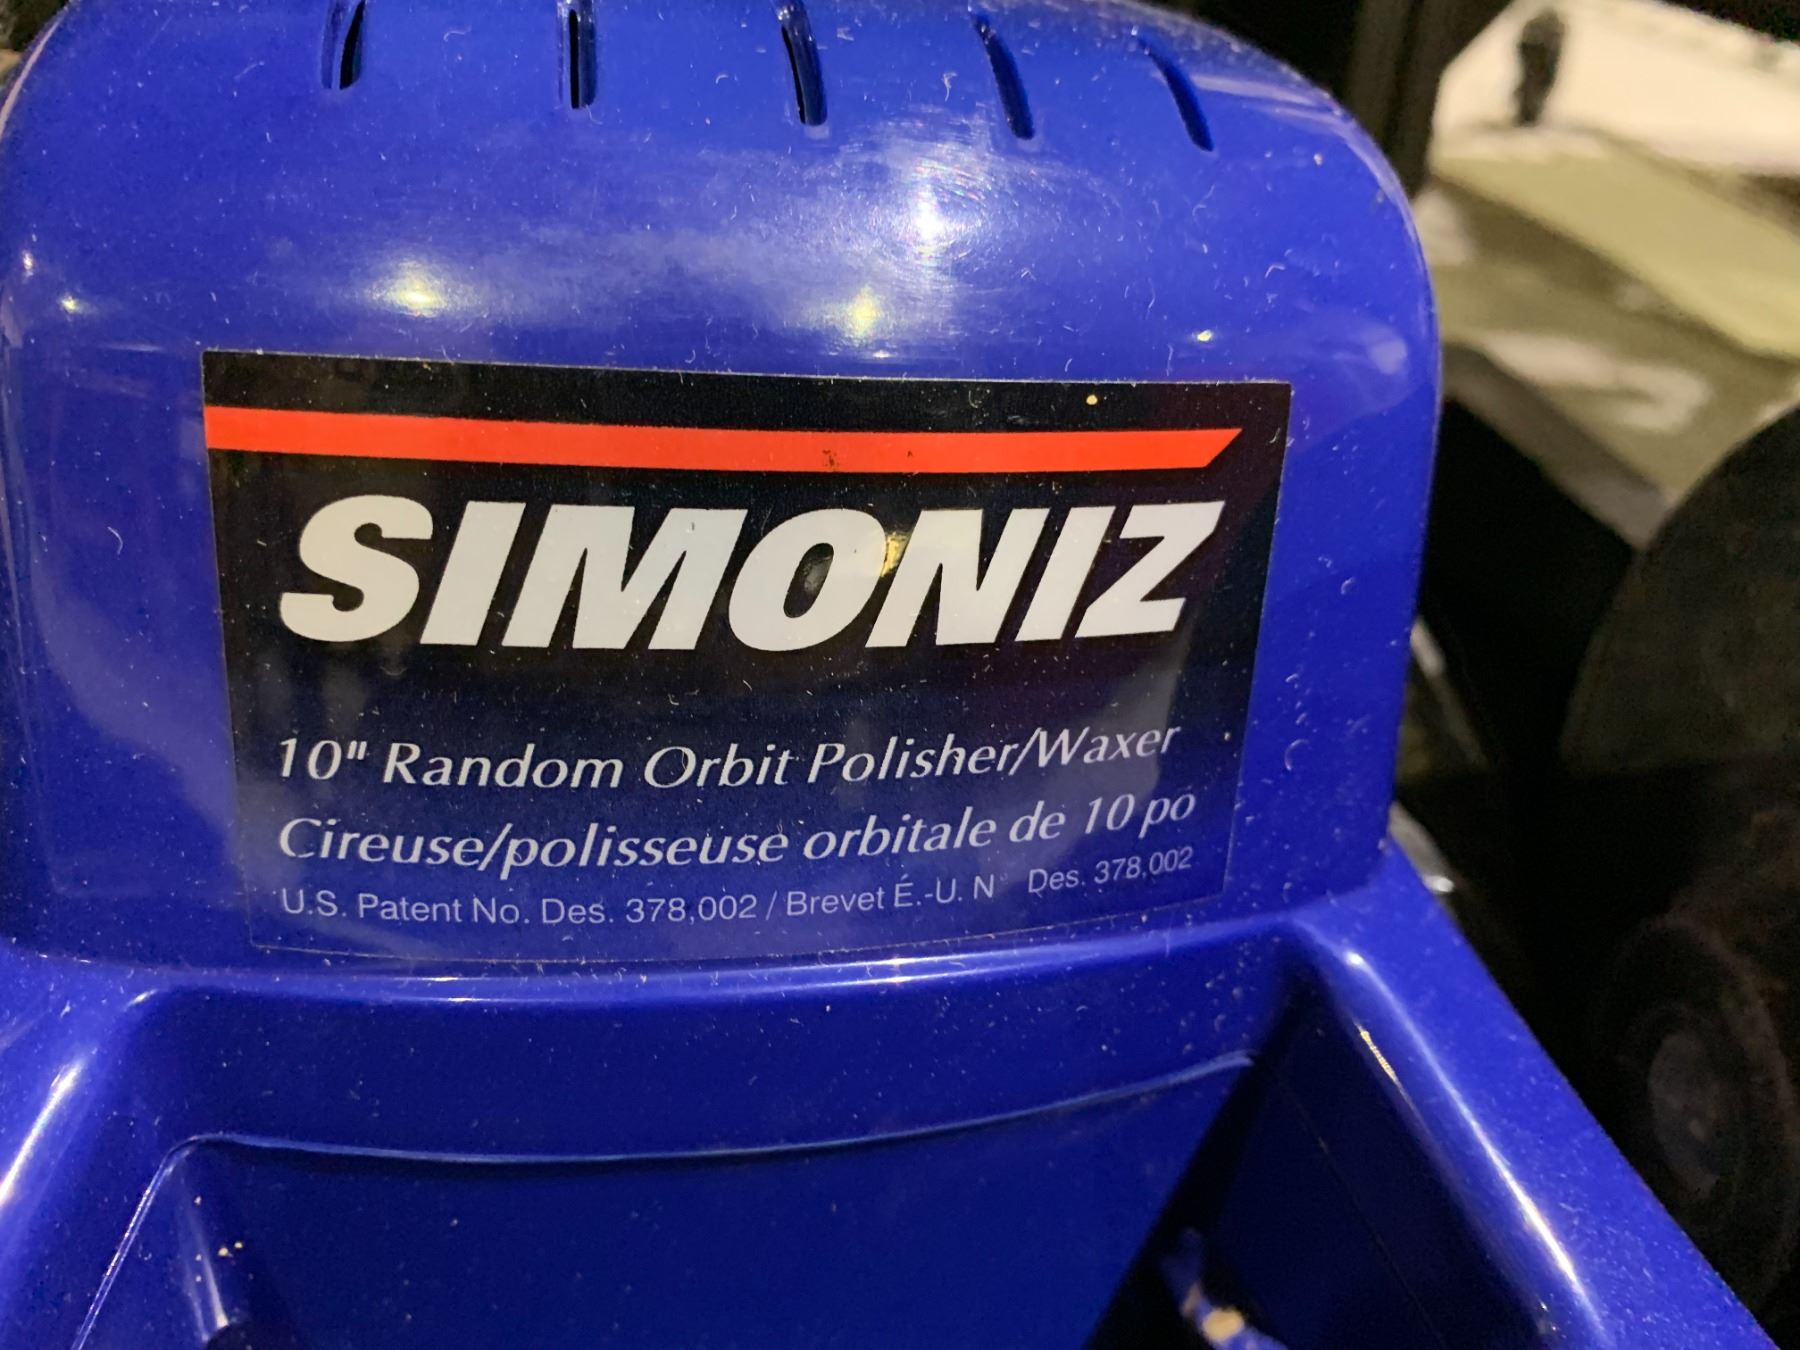 SIMONIZ
10" Random Orbit Polisher/Waxer
Cireuse/polisseuse orbitale de 10 po
U.S. Patent No. Des. 378,002 / Brevet É.-U. N° Des. 378,002